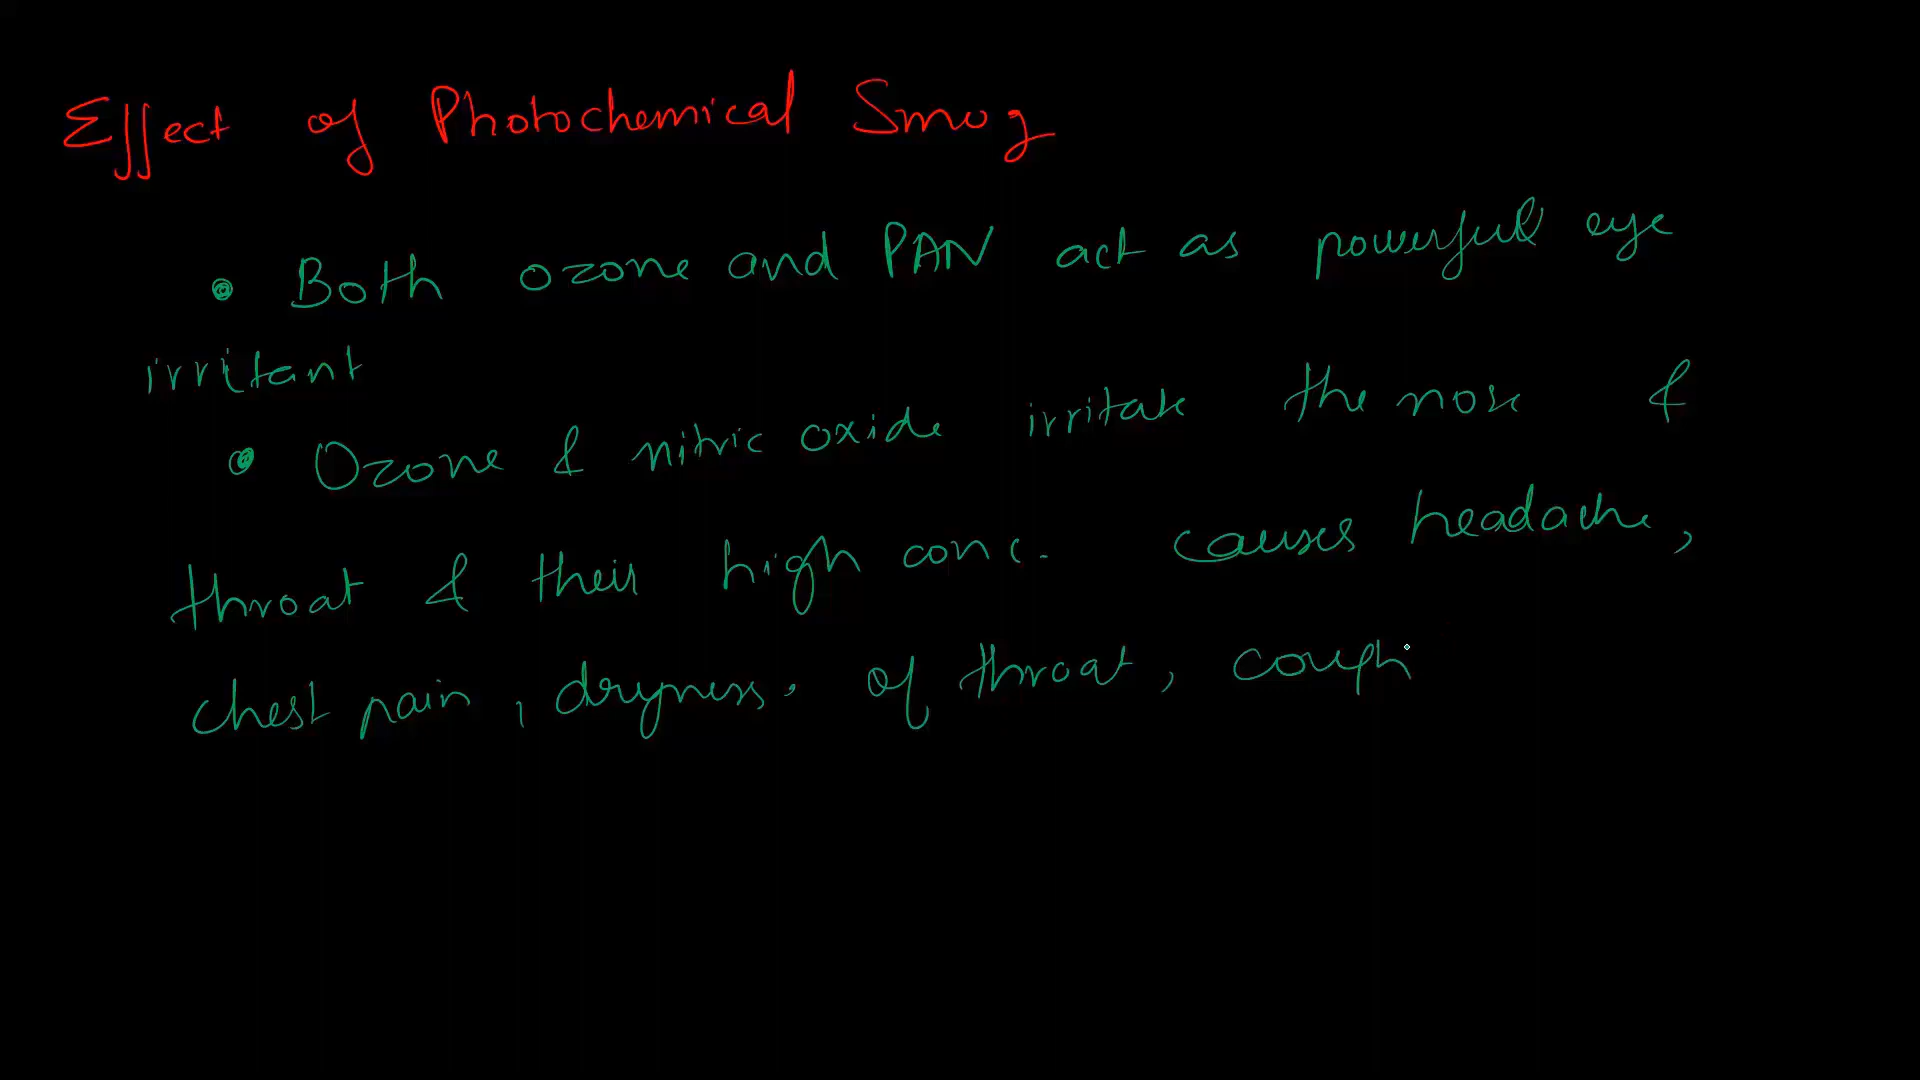 Effect of Photochemical Smog
• Both ozone and PAN act as powerful eye
irritant
• Ozone & nitric oxide irritate the nose &
throat & their high conc. causes headache,
chest pain, dryness. of throat, cough